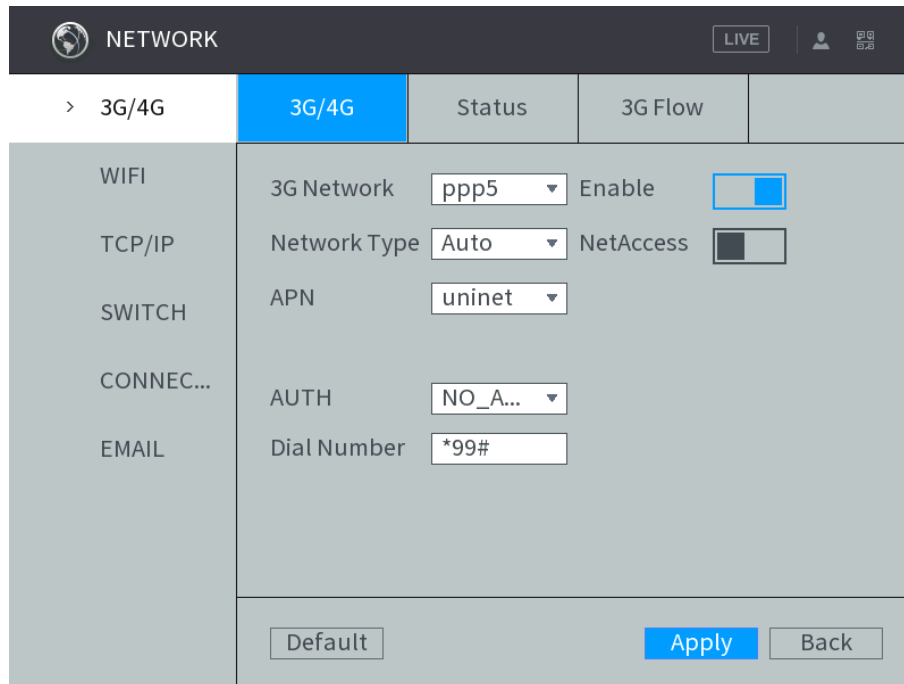 NETWORK LIVE
> 3G/4G 3G/4G Status 3G Flow
WIFI
TCP/IP
SWITCH
CONNEC...
EMAIL
3G Network ppp5 Enable
Network Type Auto NetAccess
APN uninet
AUTH NO_A...
Dial Number *99#
Default Apply Back